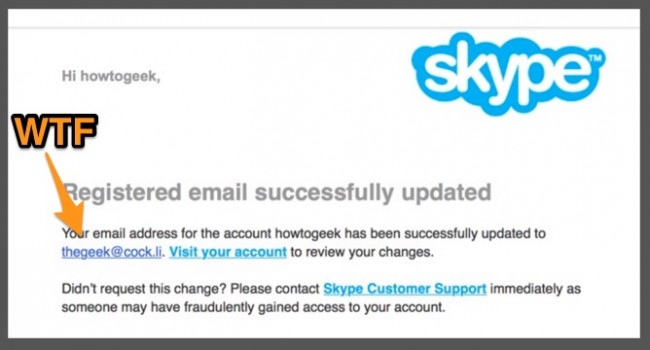 skype™
Hi howtogeek,
WTF
Registered email successfully updated
Your email address for the account howtogeek has been successfully updated to
thegeek@cock.li. Visit your account to review your changes.
Didn't request this change? Please contact Skype Customer Support immediately as
someone may have fraudulently gained access to your account.